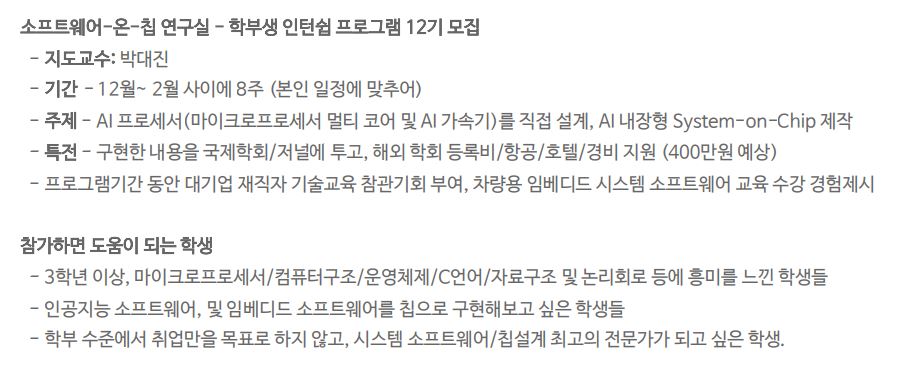 소프트웨어-온-칩 연구실 - 학부생 인턴쉽 프로그램 12기 모집
- 지도교수: 박대진
- 기간 - 12월~ 2월 사이에 8주 (본인 일정에 맞추어)
- 주제 - AI 프로세서(마이크로프로세서 멀티 코어 및 AI 가속기)를 직접 설계, AI 내장형 System-on-Chip 제작
- 특전 - 구현한 내용을 국제학회/저널에 투고, 해외 학회 등록비/항공/호텔/경비 지원 (400만원 예상)
- 프로그램기간 동안 대기업 재직자 기술교육 참관기회 부여, 차량용 임베디드 시스템 소프트웨어 교육 수강 경험제시
참가하면 도움이 되는 학생
- 3학년 이상, 마이크로프로세서/컴퓨터구조/운영체제/C언어/자료구조 및 논리회로 등에 흥미를 느낀 학생들
- 인공지능 소프트웨어, 및 임베디드 소프트웨어를 칩으로 구현해보고 싶은 학생들
- 학부 수준에서 취업만을 목표로 하지 않고, 시스템 소프트웨어/칩설계 최고의 전문가가 되고 싶은 학생.